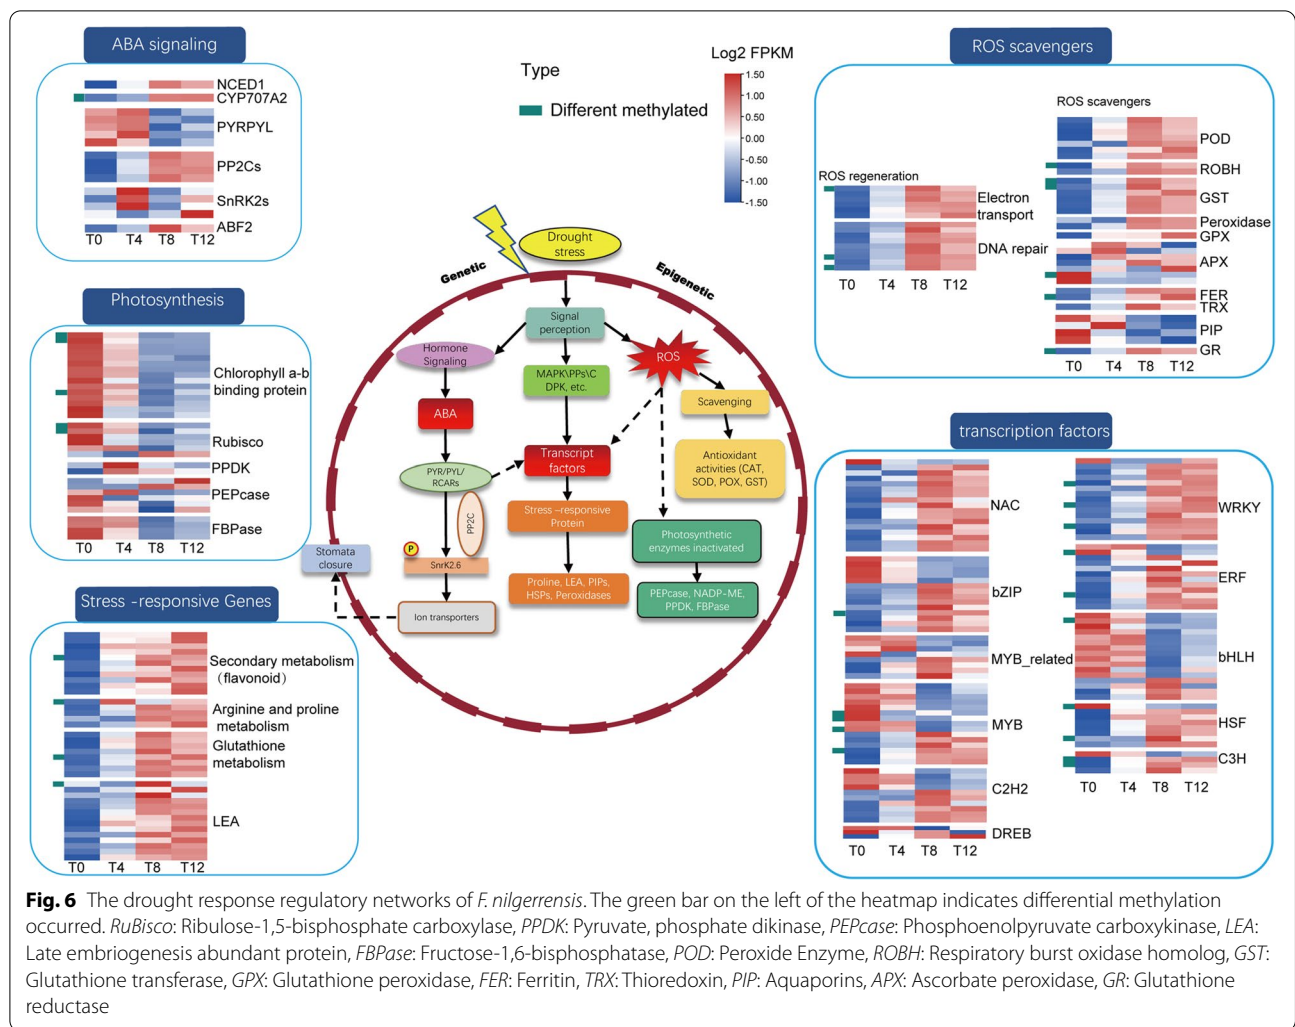 ABA signaling
NCED1
CYP707A2
PYRPYL
PP2Cs
SnRK2s
ABF2
T0 T4 T8 T12
Photosynthesis
Chlorophyll a-b
binding protein
Rubisco
PPDK
PEPcase
FBPase
T0 T4 T8 T12
Stress -responsive Genes
Secondary metabolism
(flavonoid)
Arginine and proline
metabolism
Glutathione
metabolism
LEA
T0 T4 T8 T12
Type
Different methylated
Log2 FPKM
1.50
1.00
0.50
0.00
-0.50
-1.00
-1.50
Drought
stress
Genetic
Epigenetic
Signal
perception
Hormone
Signaling
MAPK\PPs\C
DPK, etc.
ROS
ABA
Scavenging
Transcript
factors
Antioxidant
activities (CAT,
SOD, POX, GST)
PYR/PYL/
RCARs
PP2C
Stress -responsive
Protein
Photosynthetic
enzymes inactivated
P
SnrK2.6
Stomata
closure
Proline, LEA, PIPs,
HSPs, Peroxidases
PEPcase, NADP-ME,
PPDK, FBPase
Ion transporters
ROS scavengers
ROS regeneration
Electron
transport
DNA repair
T0 T4 T8 T12
ROS scavengers
POD
ROBH
GST
Peroxidase
GPX
APX
FER
TRX
PIP
GR
T0 T4 T8 T12
transcription factors
NAC
bZIP
MYB_related
MYB
C2H2
DREB
T0 T4 T8 T12
WRKY
ERF
bHLH
HSF
C3H
T0 T4 T8 T12
Fig. 6 The drought response regulatory networks of F. nilgerrensis. The green bar on the left of the heatmap indicates differential methylation
occurred. RuBisco: Ribulose-1,5-bisphosphate carboxylase, PPDK: Pyruvate, phosphate dikinase, PEPcase: Phosphoenolpyruvate carboxykinase, LEA:
Late embriogenesis abundant protein, FBPase: Fructose-1,6-bisphosphatase, POD: Peroxide Enzyme, ROBH: Respiratory burst oxidase homolog, GST:
Glutathione transferase, GPX: Glutathione peroxidase, FER: Ferritin, TRX: Thioredoxin, PIP: Aquaporins, APX: Ascorbate peroxidase, GR: Glutathione
reductase